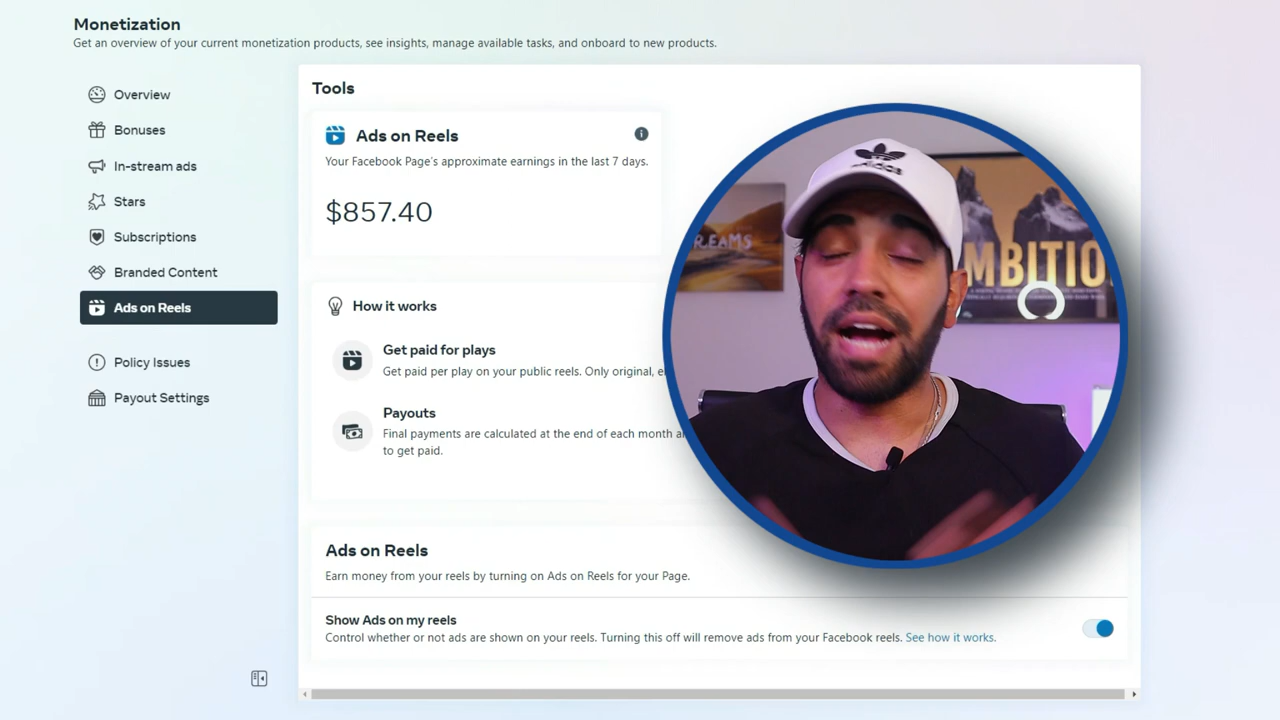 Monetization
Get an overview of your current monetization products, see insights, manage available tasks, and onboard to new products.
Overview
Bonuses
In-stream ads
Stars
Subscriptions
Branded Content
Ads on Reels
Policy Issues
Payout Settings
Tools
Ads on Reels
Your Facebook Page's approximate earnings in the last 7 days.
$857.40
How it works
Get paid for plays
Get paid per play on your public reels. Only original, e
Payouts
Final payments are calculated at the end of each month a
to get paid.
Ads on Reels
Earn money from your reels by turning on Ads on Reels for your Page.
Show Ads on my reels
Control whether or not ads are shown on your reels. Turning this off will remove ads from your Facebook reels. See how it works.
adidas
REAMS
MBITIO